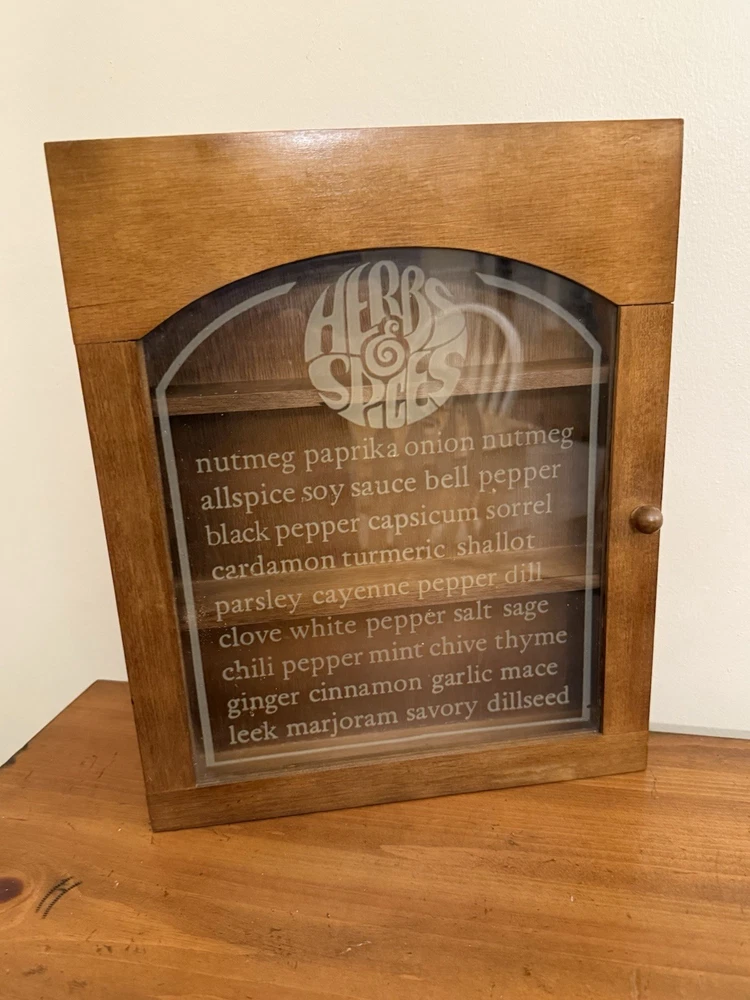 HERBS
&
SPICES
nutmeg paprika onion nutmeg
allspice soy sauce bell pepper
black pepper capsicum sorrel
cardamon turmeric shallot
parsley cayenne pepper dill
clove white pepper salt sage
chili pepper mint chive thyme
ginger cinnamon garlic mace
leek marjoram savory dillseed